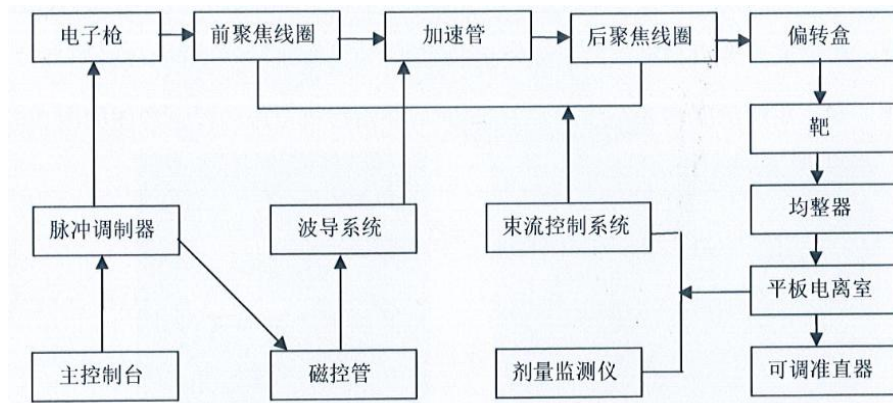 电子枪
前聚焦线圈
加速管
后聚焦线圈
偏转盒
靶
均整器
脉冲调制器
波导系统
束流控制系统
平板电离室
主控制台
磁控管
剂量监测仪
可调准直器